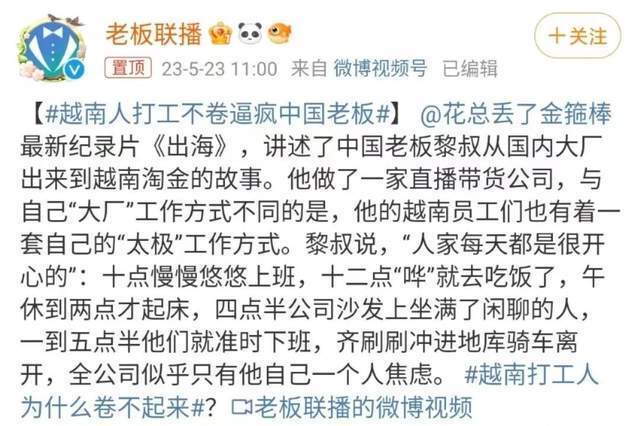 老板联播
+关注
置顶 23-5-23 11:00 来自 微博视频号 已编辑
【#越南人打工不卷逼疯中国老板#】 @花总丢了金箍棒
最新纪录片《出海》，讲述了中国老板黎叔从国内大厂
出来到越南淘金的故事。他做了一家直播带货公司，与
自己“大厂”工作方式不同的是，他的越南员工们也有着一
套自己的“太极”工作方式。黎叔说，“人家每天都是很开
心的”：十点慢慢悠悠上班，十二点“哗”就去吃饭了，午
休到两点才起床，四点半公司沙发上坐满了闲聊的人，
一到五点半他们就准时下班，齐刷刷冲进地库骑车离
开，全公司似乎只有他自己一个人焦虑。 #越南打工人
为什么卷不起来#？ 老板联播的微博视频